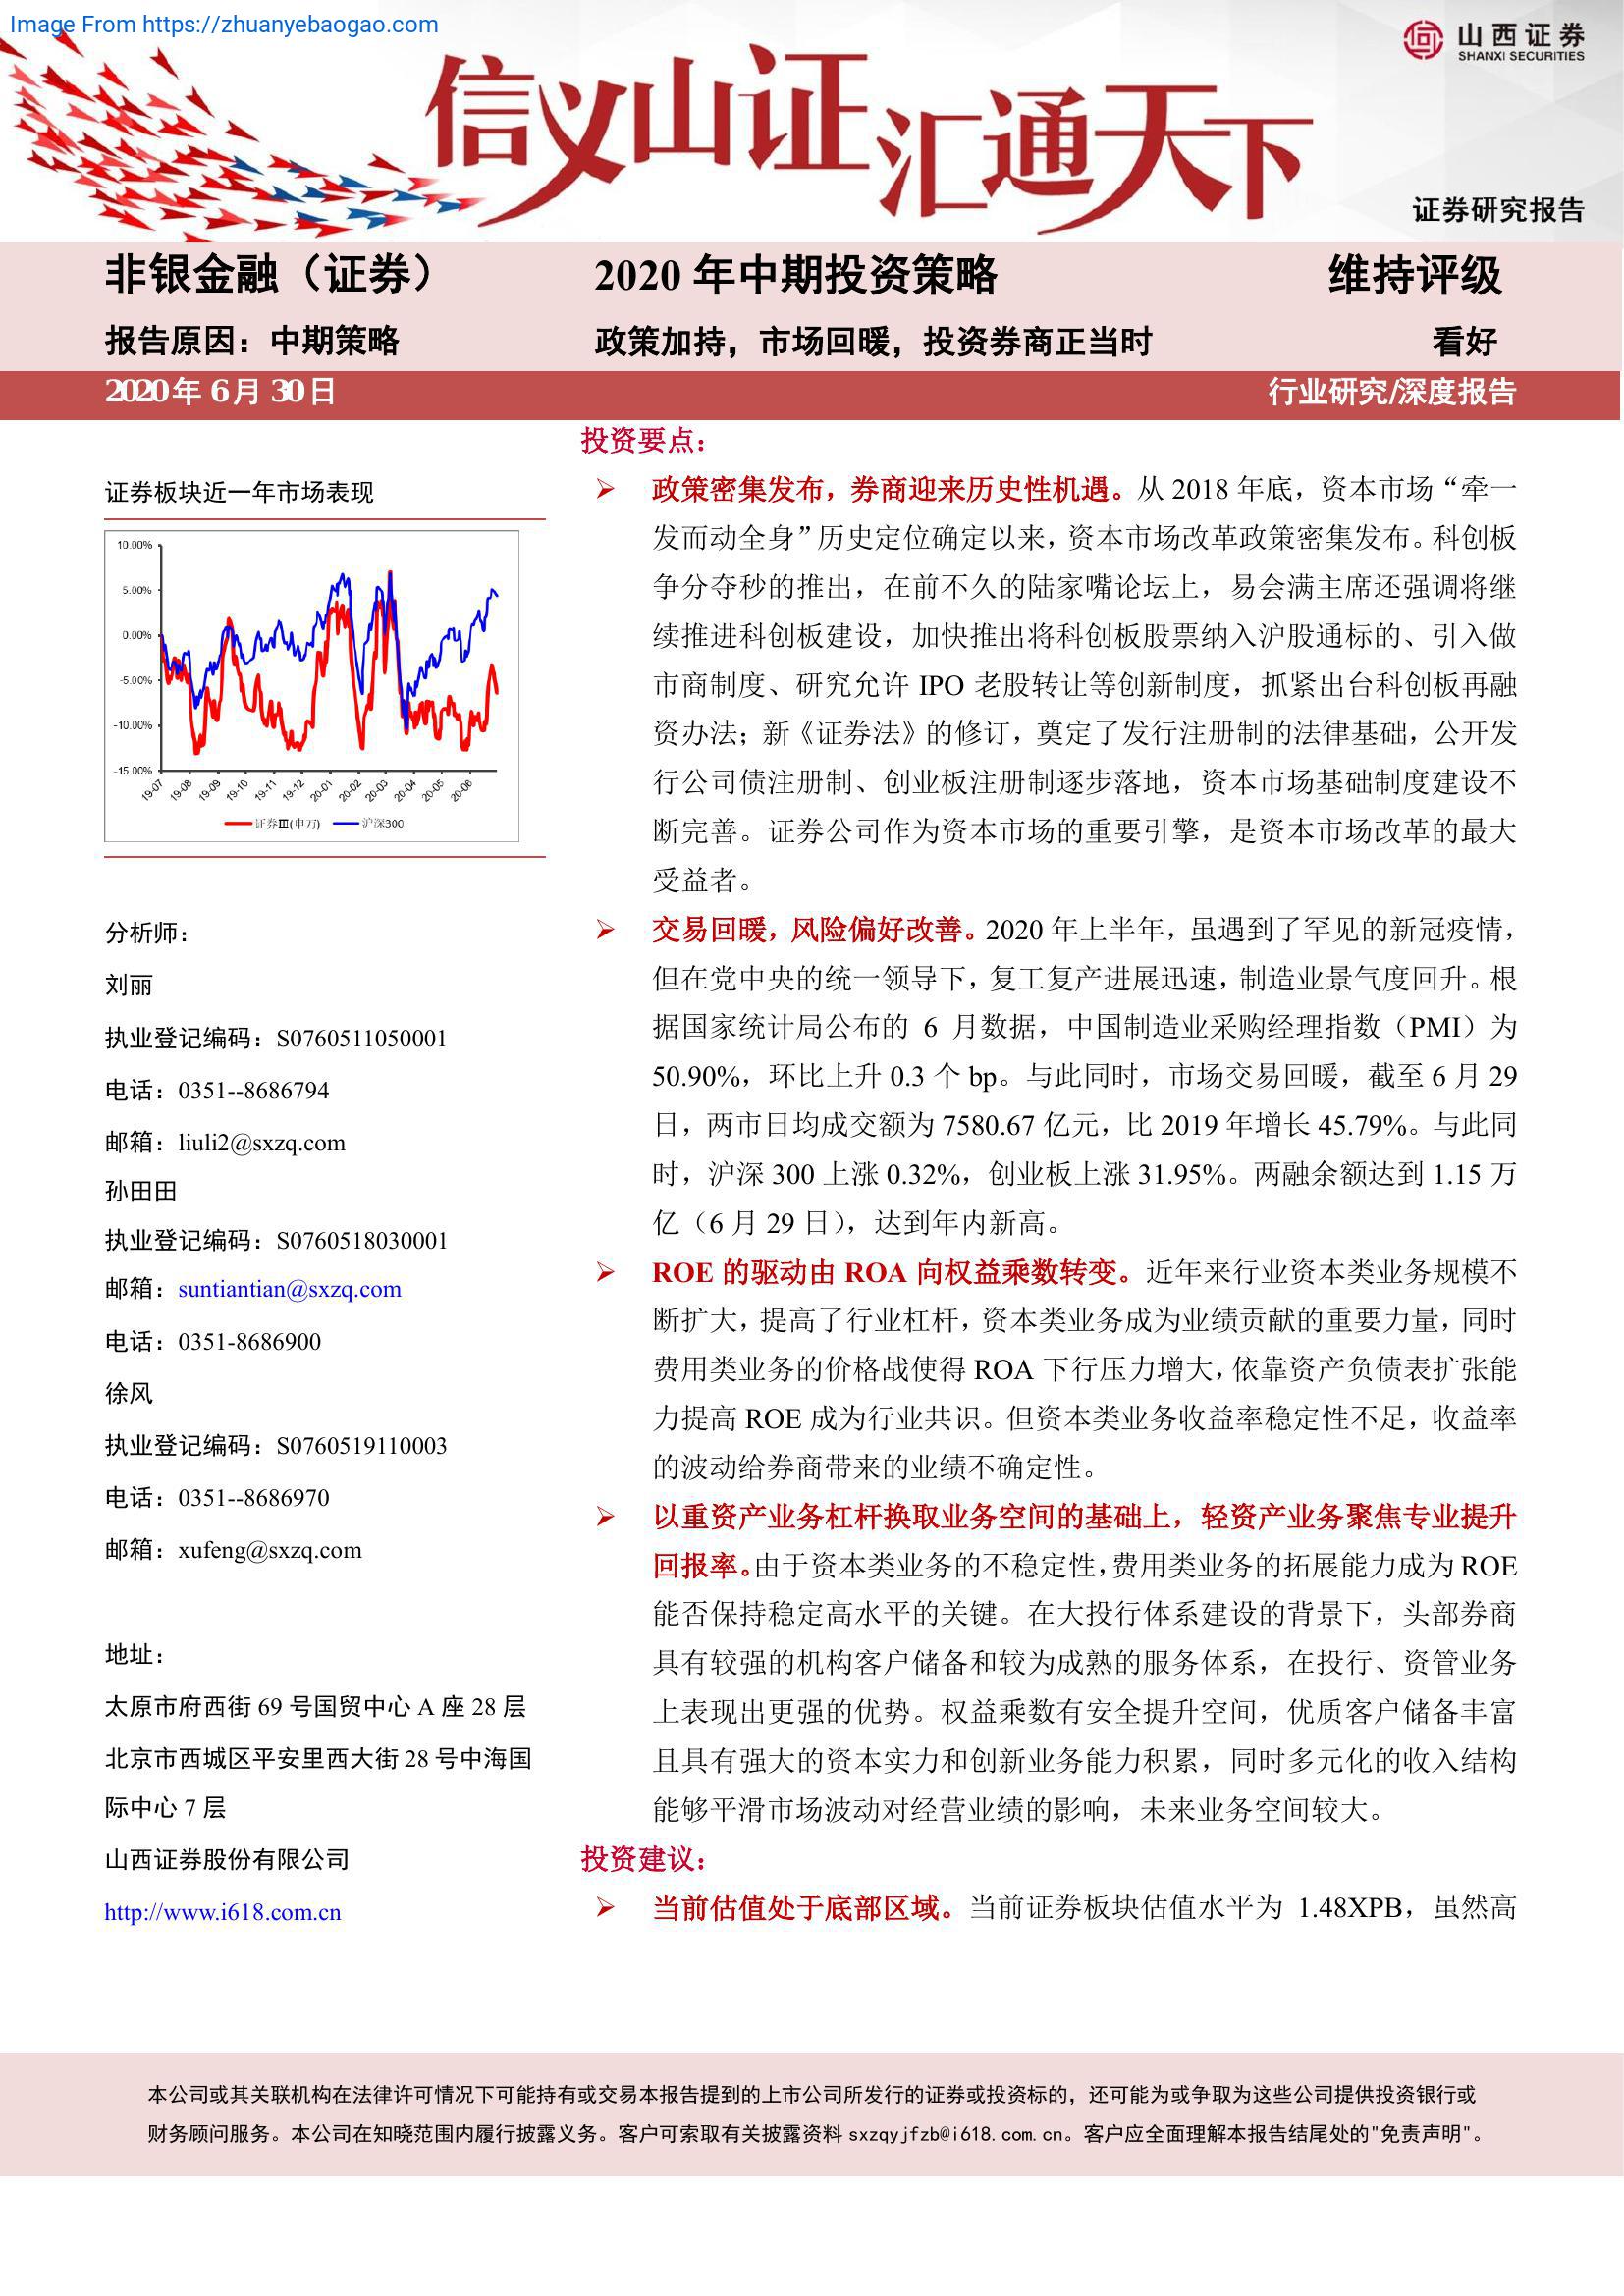 Image From https://zhuanyebaogao.com
山西证券
SHANXI SECURITIES
信义山证汇通天下
证券研究报告
非银金融（证券）
2020 年中期投资策略
维持评级
报告原因：中期策略
政策加持，市场回暖，投资券商正当时
看好
2020年 6月 30日
行业研究/深度报告
证券板块近一年市场表现
10.00%
5.00%
0.00%
-5.00%
-10.00%
-15.00%
19-07
19-08
19-09
19-10
19-11
19-12
20-01
20-02
20-03
20-04
20-05
20-06
证券Ⅲ(申万)
沪深300
分析师：
刘丽
执业登记编码：S0760511050001
电话：0351--8686794
邮箱：liuli2@sxzq.com
孙田田
执业登记编码：S0760518030001
邮箱：suntiantian@sxzq.com
电话：0351-8686900
徐风
执业登记编码：S0760519110003
电话：0351--8686970
邮箱：xufeng@sxzq.com
地址：
太原市府西街 69 号国贸中心 A 座 28 层
北京市西城区平安里西大街 28 号中海国
际中心 7 层
山西证券股份有限公司
http://www.i618.com.cn
投资要点：
➢ 政策密集发布，券商迎来历史性机遇。从 2018 年底，资本市场“牵一
发而动全身”历史定位确定以来，资本市场改革政策密集发布。科创板
争分夺秒的推出，在前不久的陆家嘴论坛上，易会满主席还强调将继
续推进科创板建设，加快推出将科创板股票纳入沪股通标的、引入做
市商制度、研究允许 IPO 老股转让等创新制度，抓紧出台科创板再融
资办法；新《证券法》的修订，奠定了发行注册制的法律基础，公开发
行公司债注册制、创业板注册制逐步落地，资本市场基础制度建设不
断完善。证券公司作为资本市场的重要引擎，是资本市场改革的最大
受益者。
➢ 交易回暖，风险偏好改善。2020 年上半年，虽遇到了罕见的新冠疫情，
但在党中央的统一领导下，复工复产进展迅速，制造业景气度回升。根
据国家统计局公布的 6 月数据，中国制造业采购经理指数（PMI）为
50.90%，环比上升 0.3 个 bp。与此同时，市场交易回暖，截至 6 月 29
日，两市日均成交额为 7580.67 亿元，比 2019 年增长 45.79%。与此同
时，沪深 300 上涨 0.32%，创业板上涨 31.95%。两融余额达到 1.15 万
亿（6 月 29 日），达到年内新高。
➢ ROE 的驱动由 ROA 向权益乘数转变。近年来行业资本类业务规模不
断扩大，提高了行业杠杆，资本类业务成为业绩贡献的重要力量，同时
费用类业务的价格战使得 ROA 下行压力增大，依靠资产负债表扩张能
力提高 ROE 成为行业共识。但资本类业务收益率稳定性不足，收益率
的波动给券商带来的业绩不确定性。
➢ 以重资产业务杠杆换取业务空间的基础上，轻资产业务聚焦专业提升
回报率。由于资本类业务的不稳定性，费用类业务的拓展能力成为 ROE
能否保持稳定高水平的关键。在大投行体系建设的背景下，头部券商
具有较强的机构客户储备和较为成熟的服务体系，在投行、资管业务
上表现出更强的优势。权益乘数有安全提升空间，优质客户储备丰富
且具有强大的资本实力和创新业务能力积累，同时多元化的收入结构
能够平滑市场波动对经营业绩的影响，未来业务空间较大。
投资建议：
➢ 当前估值处于底部区域。当前证券板块估值水平为 1.48XPB，虽然高
本公司或其关联机构在法律许可情况下可能持有或交易本报告提到的上市公司所发行的证券或投资标的，还可能为或争取为这些公司提供投资银行或
财务顾问服务。本公司在知晓范围内履行披露义务。客户可索取有关披露资料 sxzqyjfzb@i618.com.cn。客户应全面理解本报告结尾处的"免责声明"。